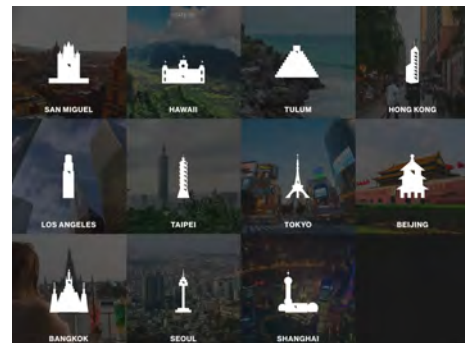 SAN MIGUEL
HAWAII
TULUM
HONG KONG
LOS ANGELES
TAIPEI
TOKYO
BEIJING
BANGKOK
SEOUL
SHANGHAI